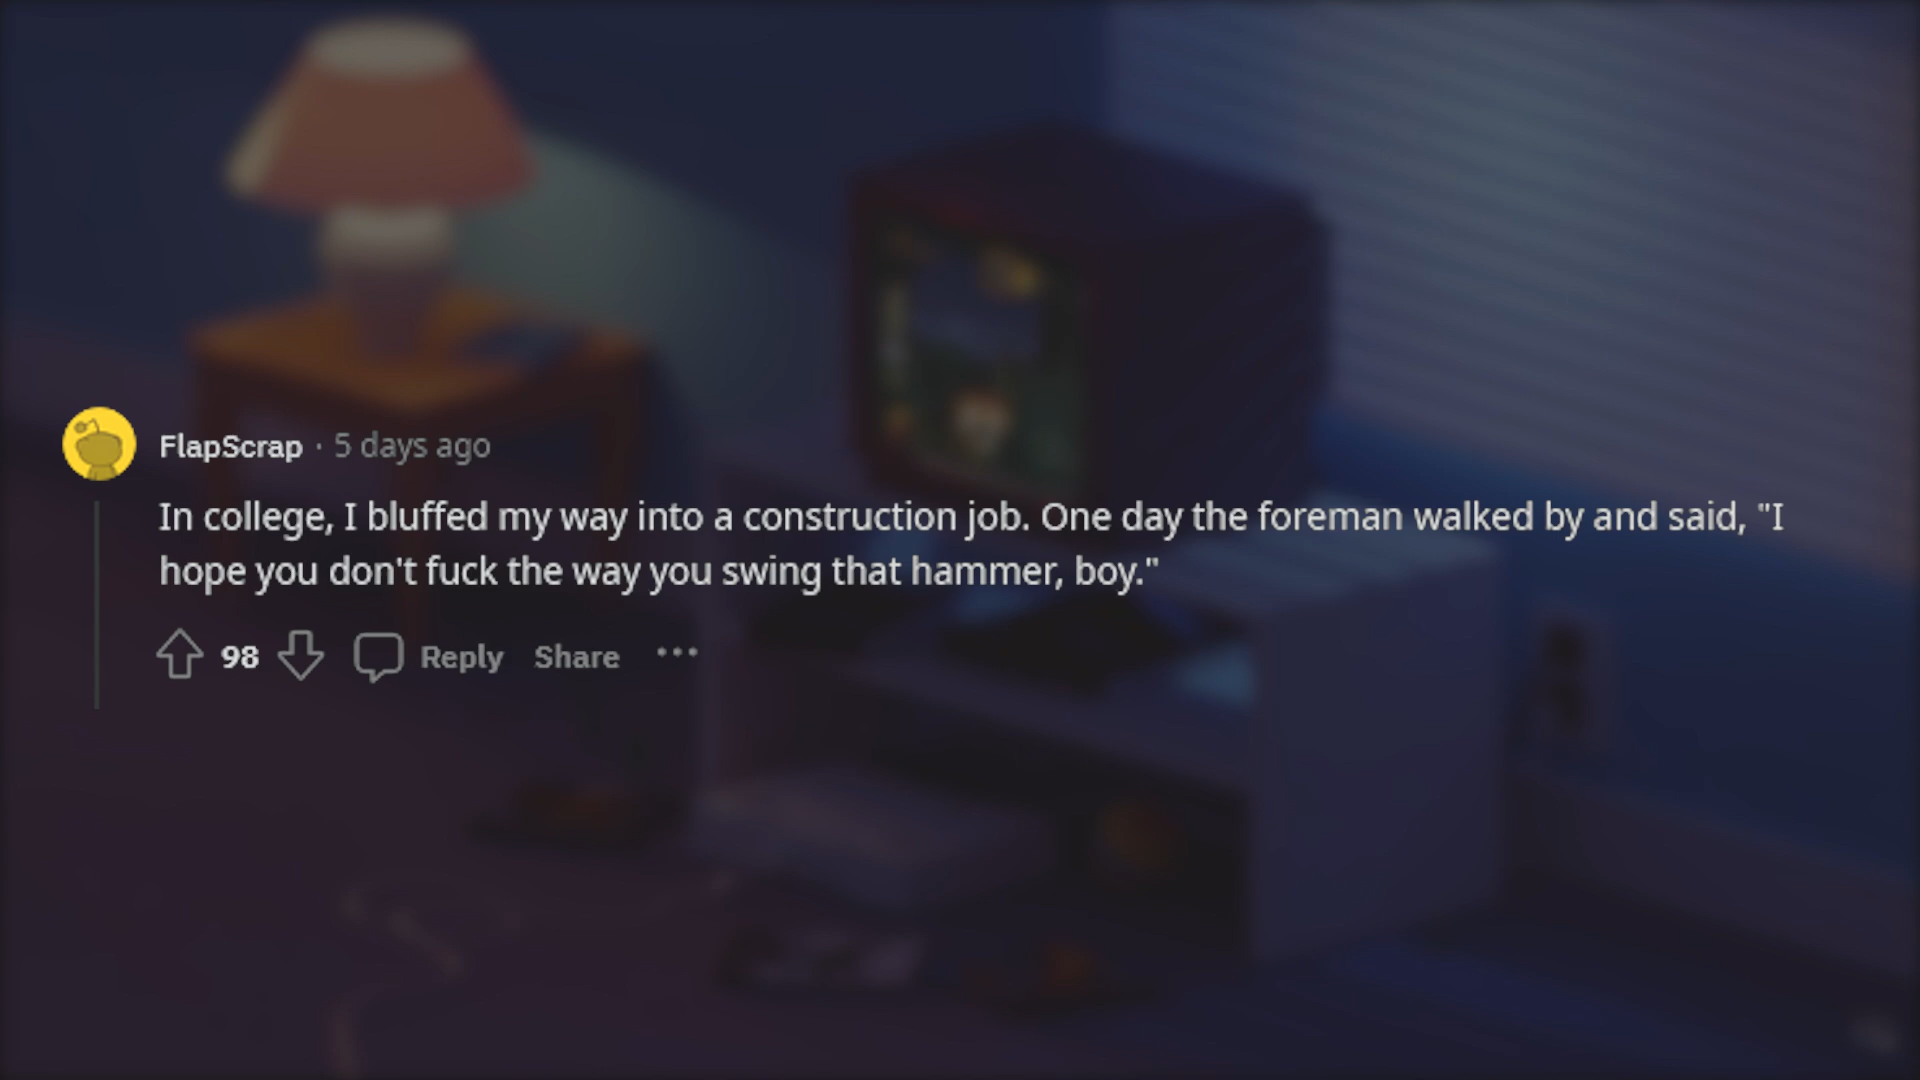 FlapScrap · 5 days ago
In college, I bluffed my way into a construction job. One day the foreman walked by and said, "I
hope you don't fuck the way you swing that hammer, boy."
98 Reply Share ...